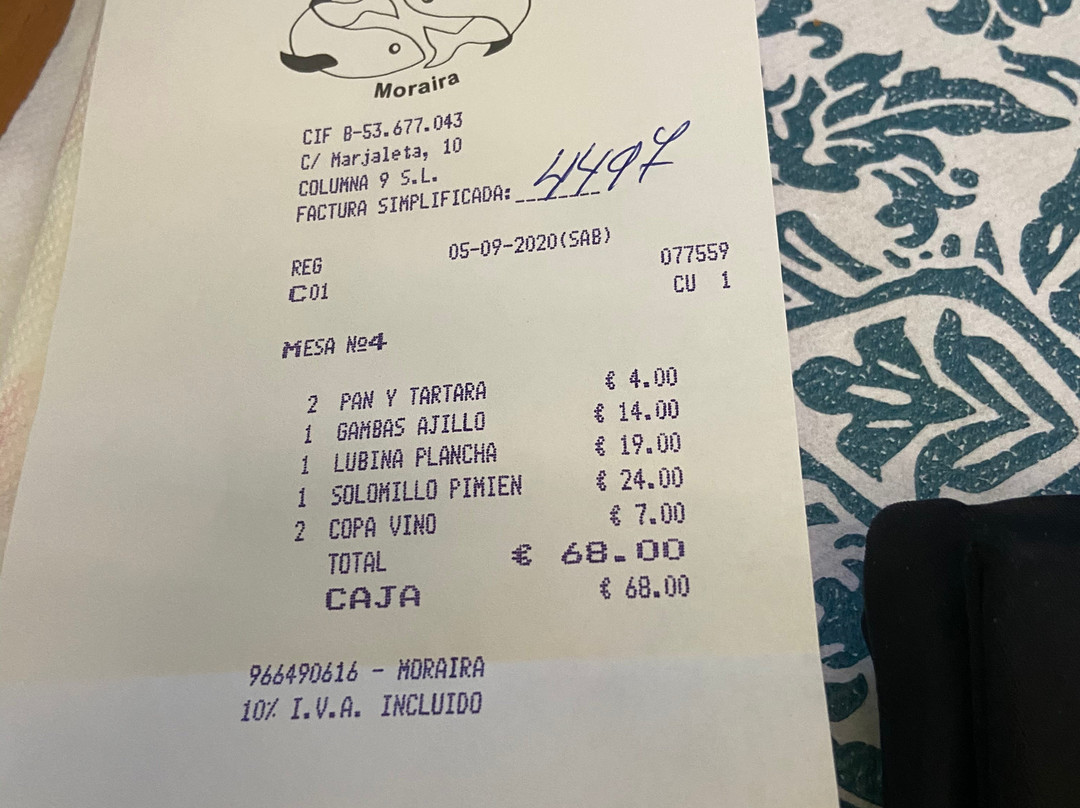 Moraira
CIF B-53.677.043
C/ Marjaleta, 10
COLUMNA 9 S.L.
FACTURA SIMPLIFICADA: 4497
REG 05-09-2020(SAB) 077559
C01 CU 1
MESA Nº4
2 PAN Y TARTARA € 4.00
1 GAMBAS AJILLO € 14.00
1 LUBINA PLANCHA € 19.00
1 SOLOMILLO PIMIEN € 24.00
2 COPA VINO € 7.00
TOTAL € 68.00
CAJA € 68.00
966490616 - MORAIRA
10% I.V.A. INCLUIDO